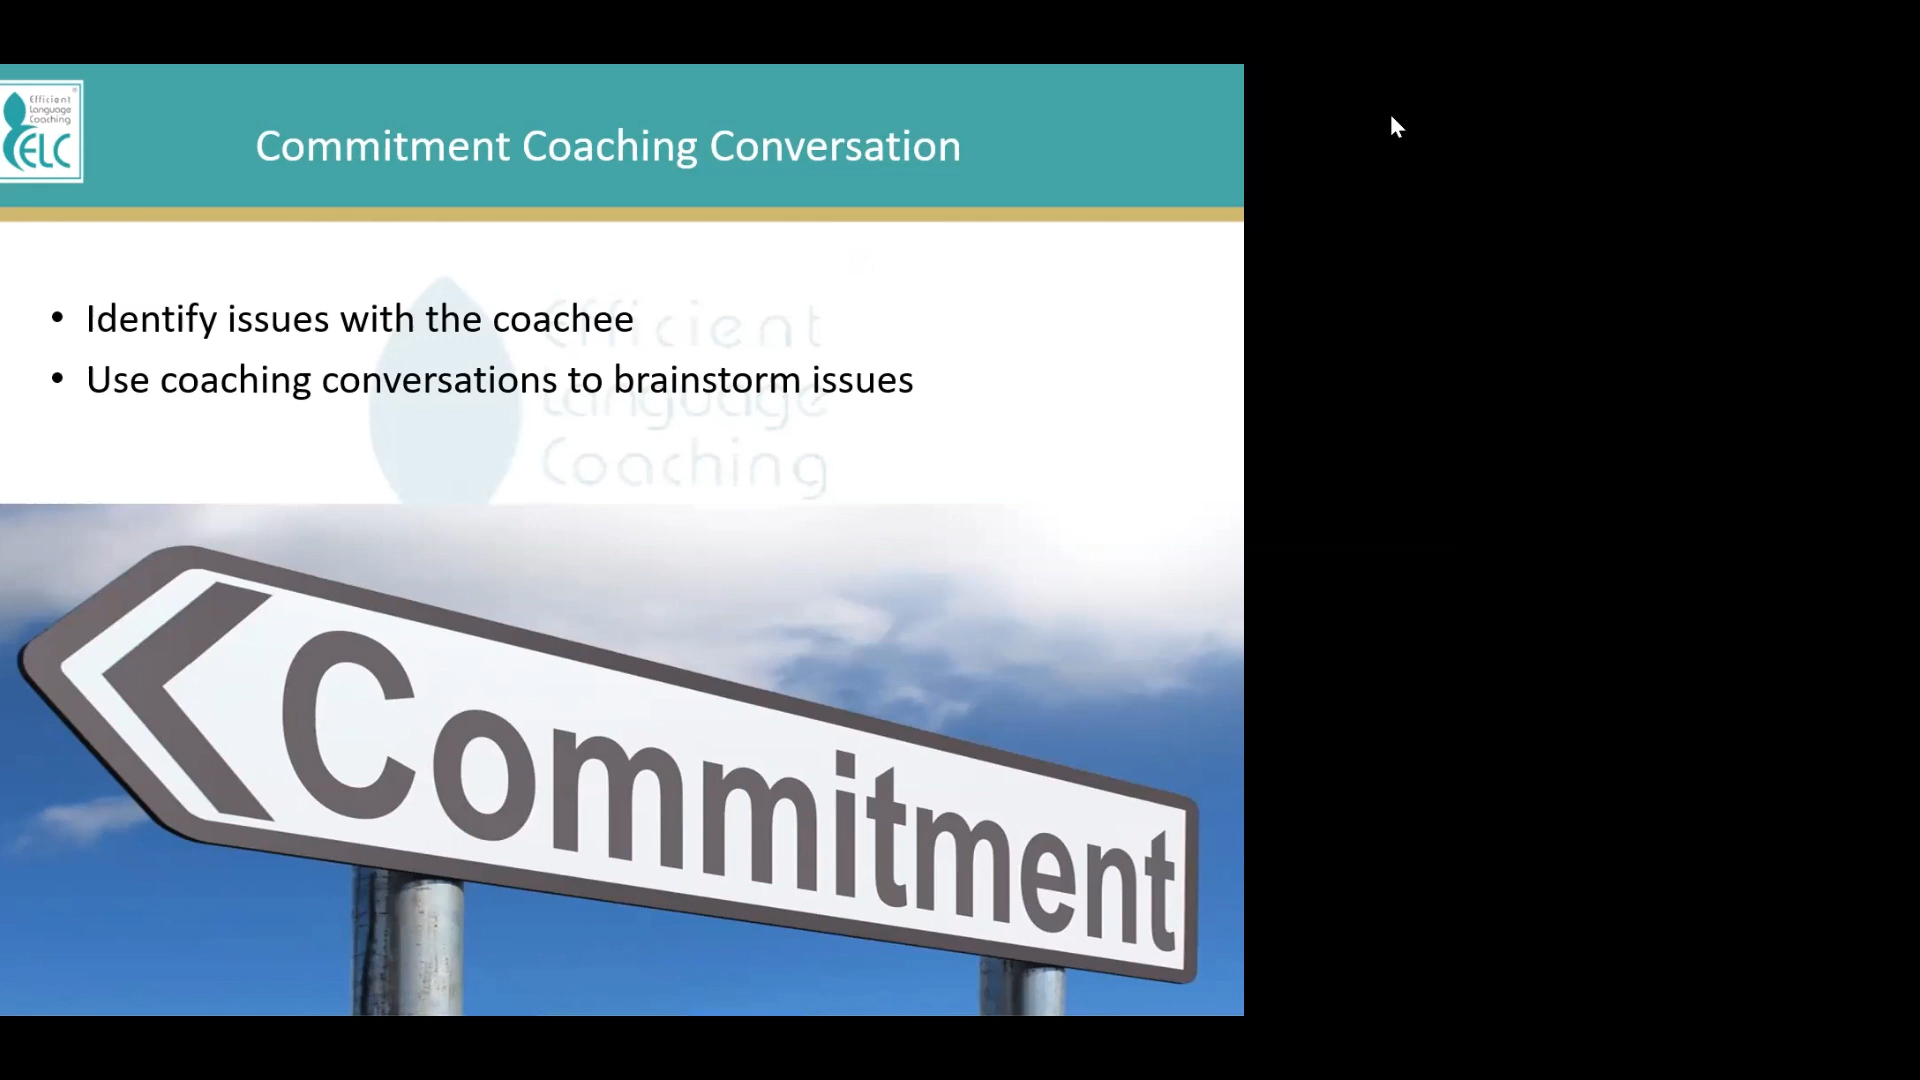 Efficient
Language
Coaching
ELC
Commitment Coaching Conversation
• Identify issues with the coachee
• Use coaching conversations to brainstorm issues
Efficient
Language
Coaching
Commitment